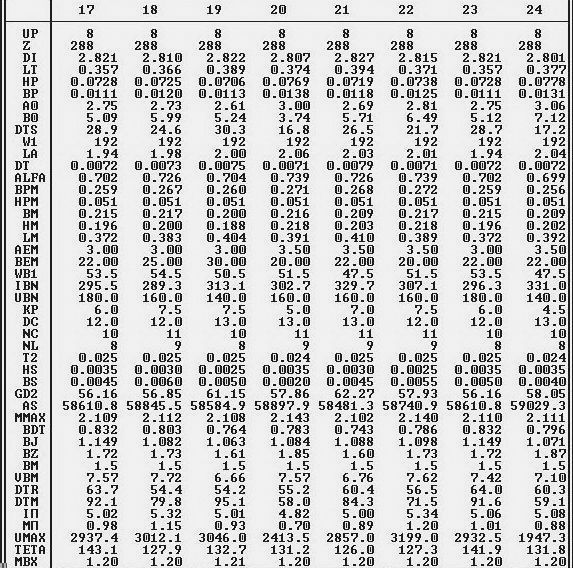 17 18 19 20 21 22 23 24
UP 8 8 8 8 8 8 8 8
Z 288 288 288 288 288 288 288 288
DI 2.821 2.810 2.822 2.807 2.827 2.815 2.821 2.801
LT 0.357 0.366 0.389 0.374 0.394 0.371 0.357 0.377
HP 0.0728 0.0725 0.0706 0.0769 0.0719 0.0738 0.0728 0.0778
BP 0.0111 0.0120 0.0113 0.0138 0.0118 0.0125 0.0111 0.0131
A0 2.75 2.73 2.61 3.00 2.69 2.81 2.75 3.06
B0 5.09 5.99 5.24 3.74 5.71 6.49 5.12 7.12
DTS 28.9 24.6 30.3 16.8 26.5 21.7 28.7 17.2
W1 192 192 192 192 192 192 192 192
LA 1.94 1.98 2.00 2.06 2.03 2.01 1.94 2.04
DT 0.0072 0.0073 0.0075 0.0071 0.0079 0.0071 0.0072 0.0072
ALFA 0.702 0.726 0.704 0.739 0.726 0.739 0.702 0.699
BPM 0.259 0.267 0.260 0.271 0.268 0.272 0.259 0.256
HPM 0.051 0.051 0.051 0.051 0.051 0.051 0.051 0.051
BM 0.215 0.217 0.200 0.216 0.209 0.217 0.215 0.209
HM 0.196 0.200 0.188 0.218 0.203 0.218 0.196 0.202
LM 0.372 0.383 0.404 0.391 0.410 0.389 0.372 0.392
AEM 3.00 3.00 3.00 3.50 3.50 3.50 3.00 3.50
BEM 22.00 25.00 30.00 20.00 22.00 20.00 22.00 22.00
WB1 53.5 54.5 50.5 51.5 47.5 51.5 53.5 47.5
IBN 295.5 289.3 313.1 302.7 329.7 307.1 296.3 331.0
UBN 180.0 160.0 140.0 160.0 160.0 160.0 180.0 140.0
KP 6.0 7.5 7.5 5.0 7.0 7.5 6.0 4.5
DC 12.0 12.0 13.0 13.0 13.0 12.0 12.0 13.0
NC 10 11 10 11 11 11 10 10
NL 8 9 8 9 9 9 8 8
T2 0.025 0.025 0.025 0.024 0.025 0.025 0.025 0.024
HS 0.0035 0.0030 0.0025 0.0035 0.0030 0.0025 0.0035 0.0035
BS 0.0045 0.0060 0.0050 0.0020 0.0045 0.0055 0.0050 0.0040
GD2 56.16 56.85 61.15 57.86 62.27 57.93 56.16 58.05
AS 58610.8 58845.5 58584.9 58897.9 58481.3 58740.9 58610.8 59029.3
MMAX 2.109 2.112 2.108 2.143 2.102 2.140 2.110 2.111
BDT 0.832 0.803 0.764 0.783 0.743 0.786 0.832 0.796
BJ 1.149 1.082 1.063 1.084 1.088 1.098 1.149 1.071
BZ 1.72 1.73 1.61 1.85 1.60 1.73 1.72 1.87
BM 1.5 1.5 1.5 1.5 1.5 1.5 1.5 1.5
VBM 7.57 7.72 6.66 7.57 6.76 7.62 7.42 7.10
DTR 63.7 54.4 54.2 55.2 60.4 56.5 64.0 60.3
DTM 92.1 79.8 95.1 58.0 84.3 71.5 91.6 59.1
IП 5.02 5.32 5.01 4.82 5.00 5.34 5.06 5.08
MП 0.98 1.15 0.93 0.70 0.89 1.20 1.01 0.88
UMAX 2937.4 3012.1 3046.0 2413.5 2857.0 3199.0 2932.5 1947.3
TETA 143.1 127.9 132.7 131.2 126.0 127.3 141.9 131.8
MBX 1.20 1.20 1.21 1.20 1.20 1.20 1.20 1.20